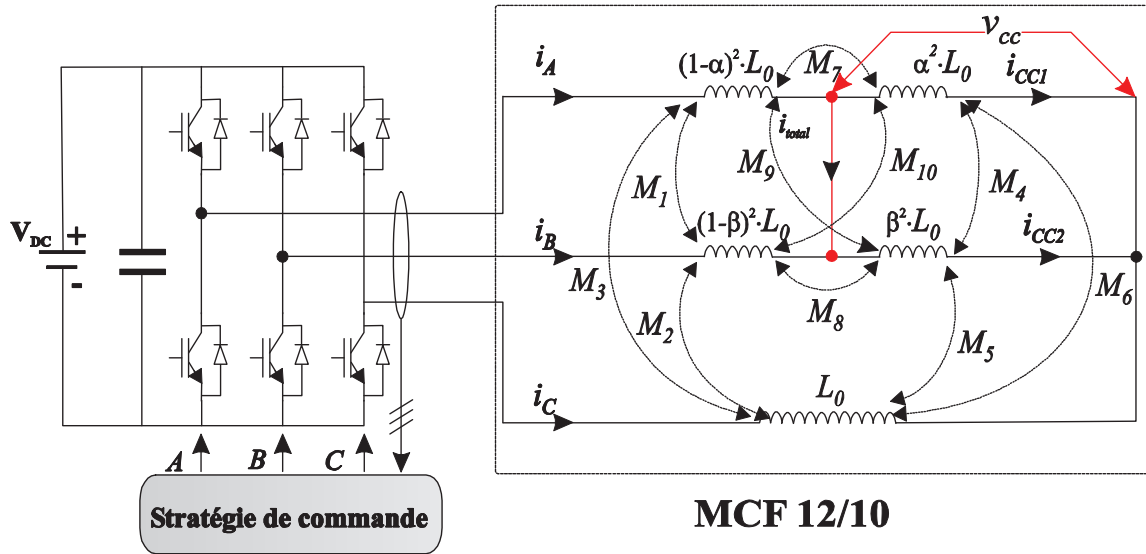 v_CC
i_A
(1-α)²·L₀
M₇
α²·L₀
i_CC1
i_total
M₁
M₉
M₁₀
M₄
V_DC
+
-
i_B
(1-β)²·L₀
β²·L₀
i_CC2
M₃
M₂
M₈
M₅
M₆
i_C
L₀
A
B
C
Stratégie de commande
MCF 12/10